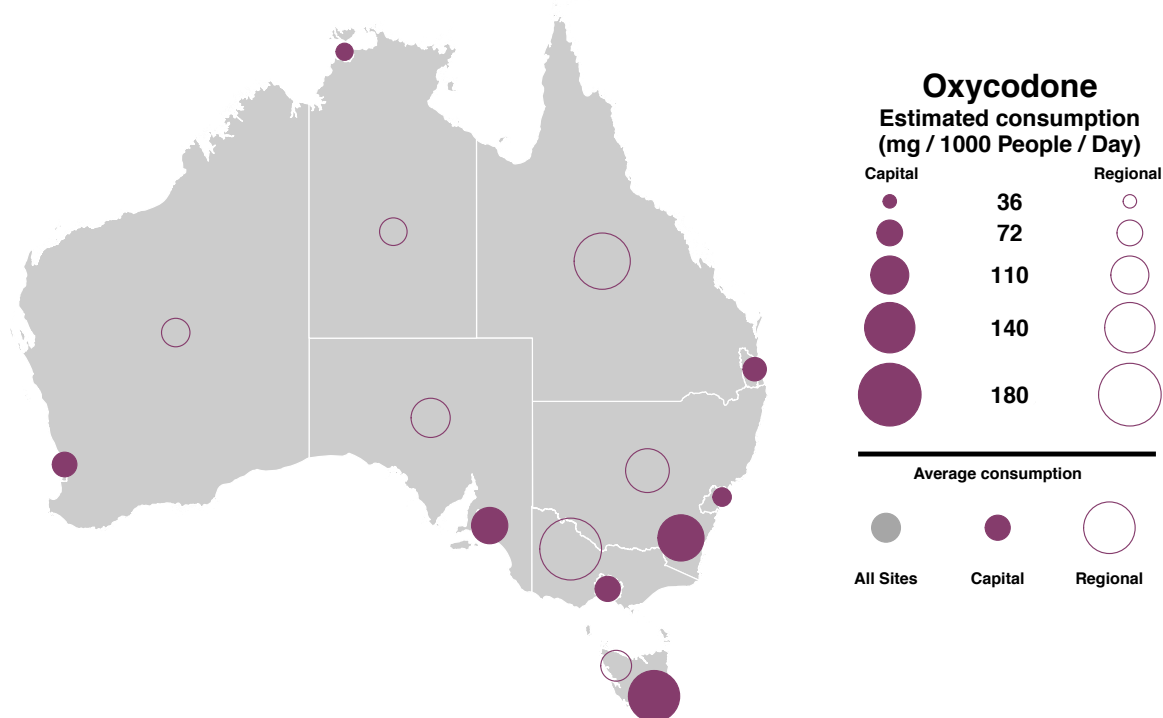 Oxycodone
Estimated consumption
(mg / 1000 People / Day)
Capital Regional
36
72
110
140
180
Average consumption
All Sites Capital Regional